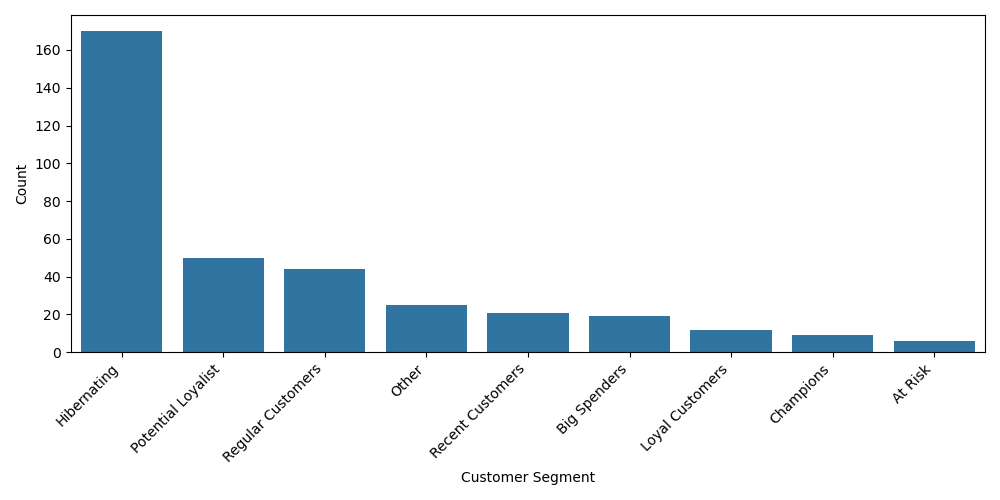 160
140
120
100
80
60
40
20
0
Count
Hibernating
Potential Loyalist
Regular Customers
Other
Recent Customers
Big Spenders
Loyal Customers
Champions
At Risk
Customer Segment